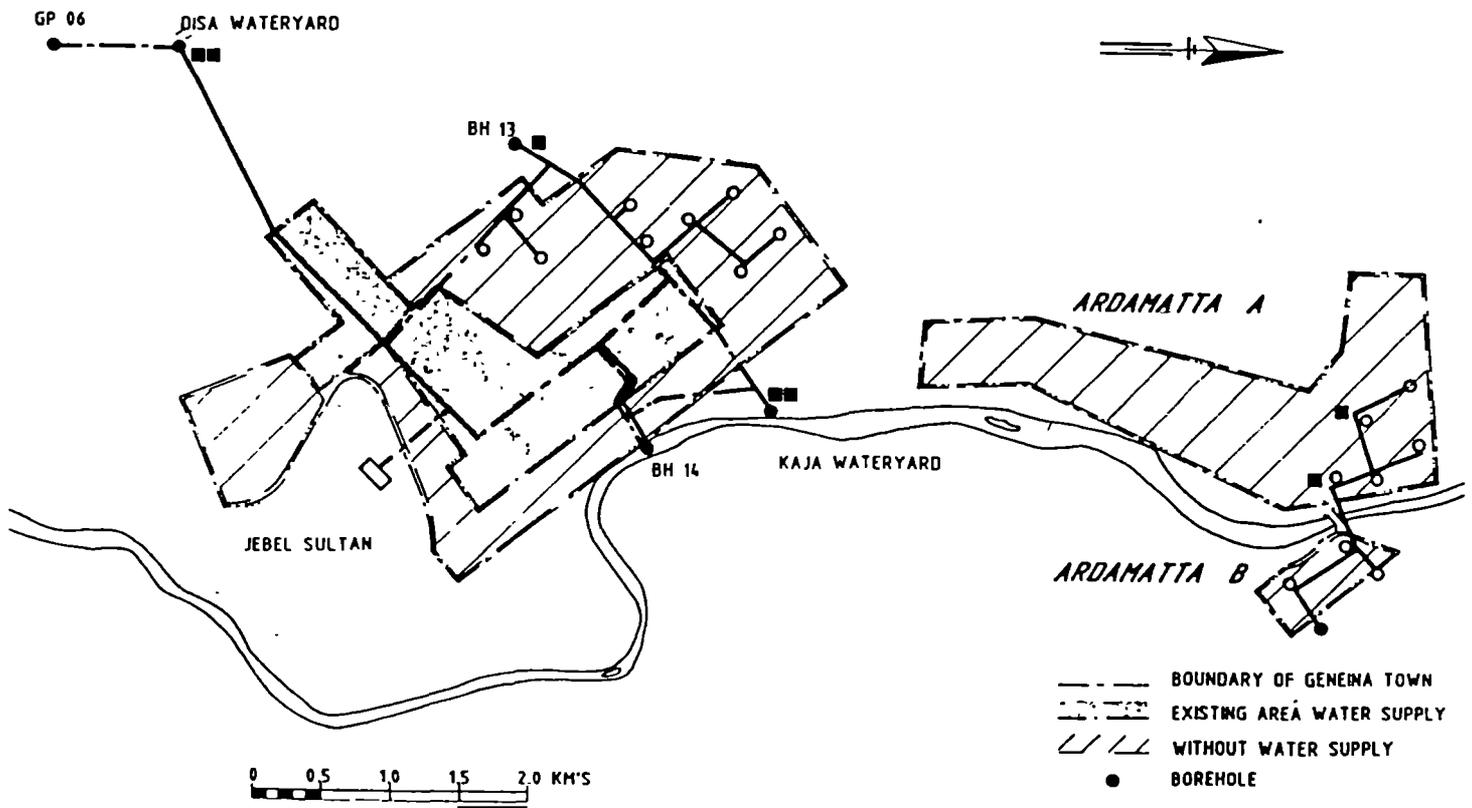 GP 06
DISA WATERYARD
BH 13
ARDAMATTA A
BH 14
KAJA WATERYARD
JEBEL SULTAN
ARDAMATTA B
BOUNDARY OF GENEINA TOWN
EXISTING AREA WATER SUPPLY
WITHOUT WATER SUPPLY
BOREHOLE
0 0.5 1.0 1.5 2.0 KM'S